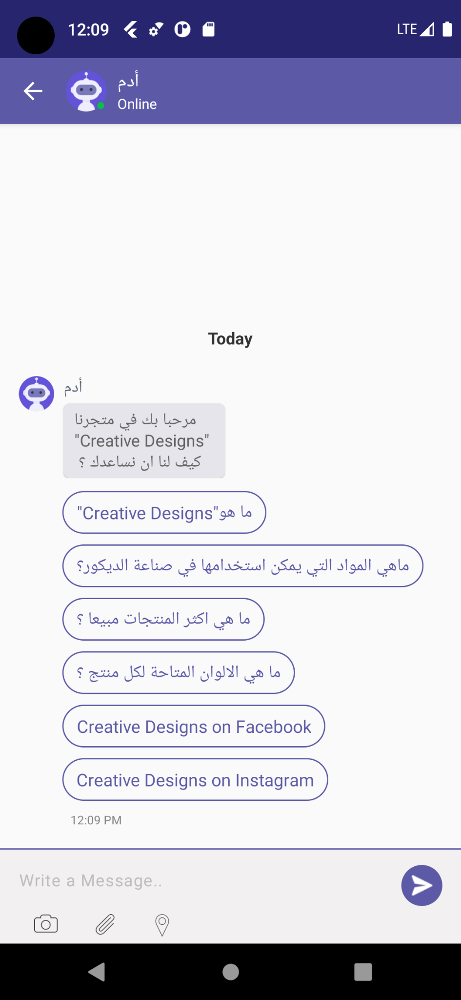 12:09
LTE
أدم
Online
Today
أدم
مرحبا بك في متجرنا
"Creative Designs"
كيف لنا ان نساعدك ؟
ما هو"Creative Designs"
ماهي المواد التي يمكن استخدامها في صناعة الديكور؟
ما هي اكثر المنتجات مبيعا ؟
ما هي الالوان المتاحة لكل منتج ؟
Creative Designs on Facebook
Creative Designs on Instagram
12:09 PM
Write a Message..